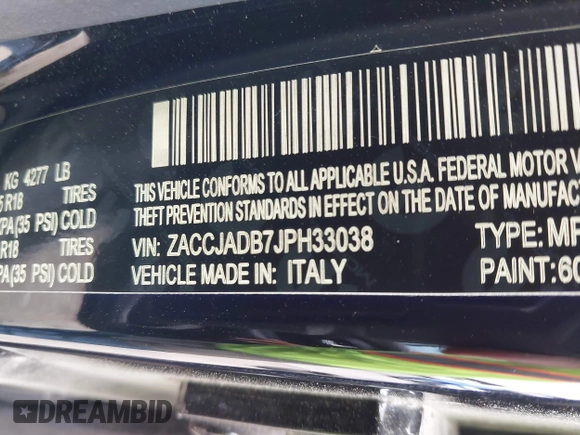 KG 4277 LB
R18 TIRES
KPA(35 PSI) COLD
R18 TIRES
PA(35 PSI) COLD
THIS VEHICLE CONFORMS TO ALL APPLICABLE U.S.A. FEDERAL MOTOR
THEFT PREVENTION STANDARDS IN EFFECT ON THE DATE OF MANUFA
VIN: ZACCJADB7JPH33038 TYPE: MP
VEHICLE MADE IN: ITALY PAINT: 60
DREAMBID